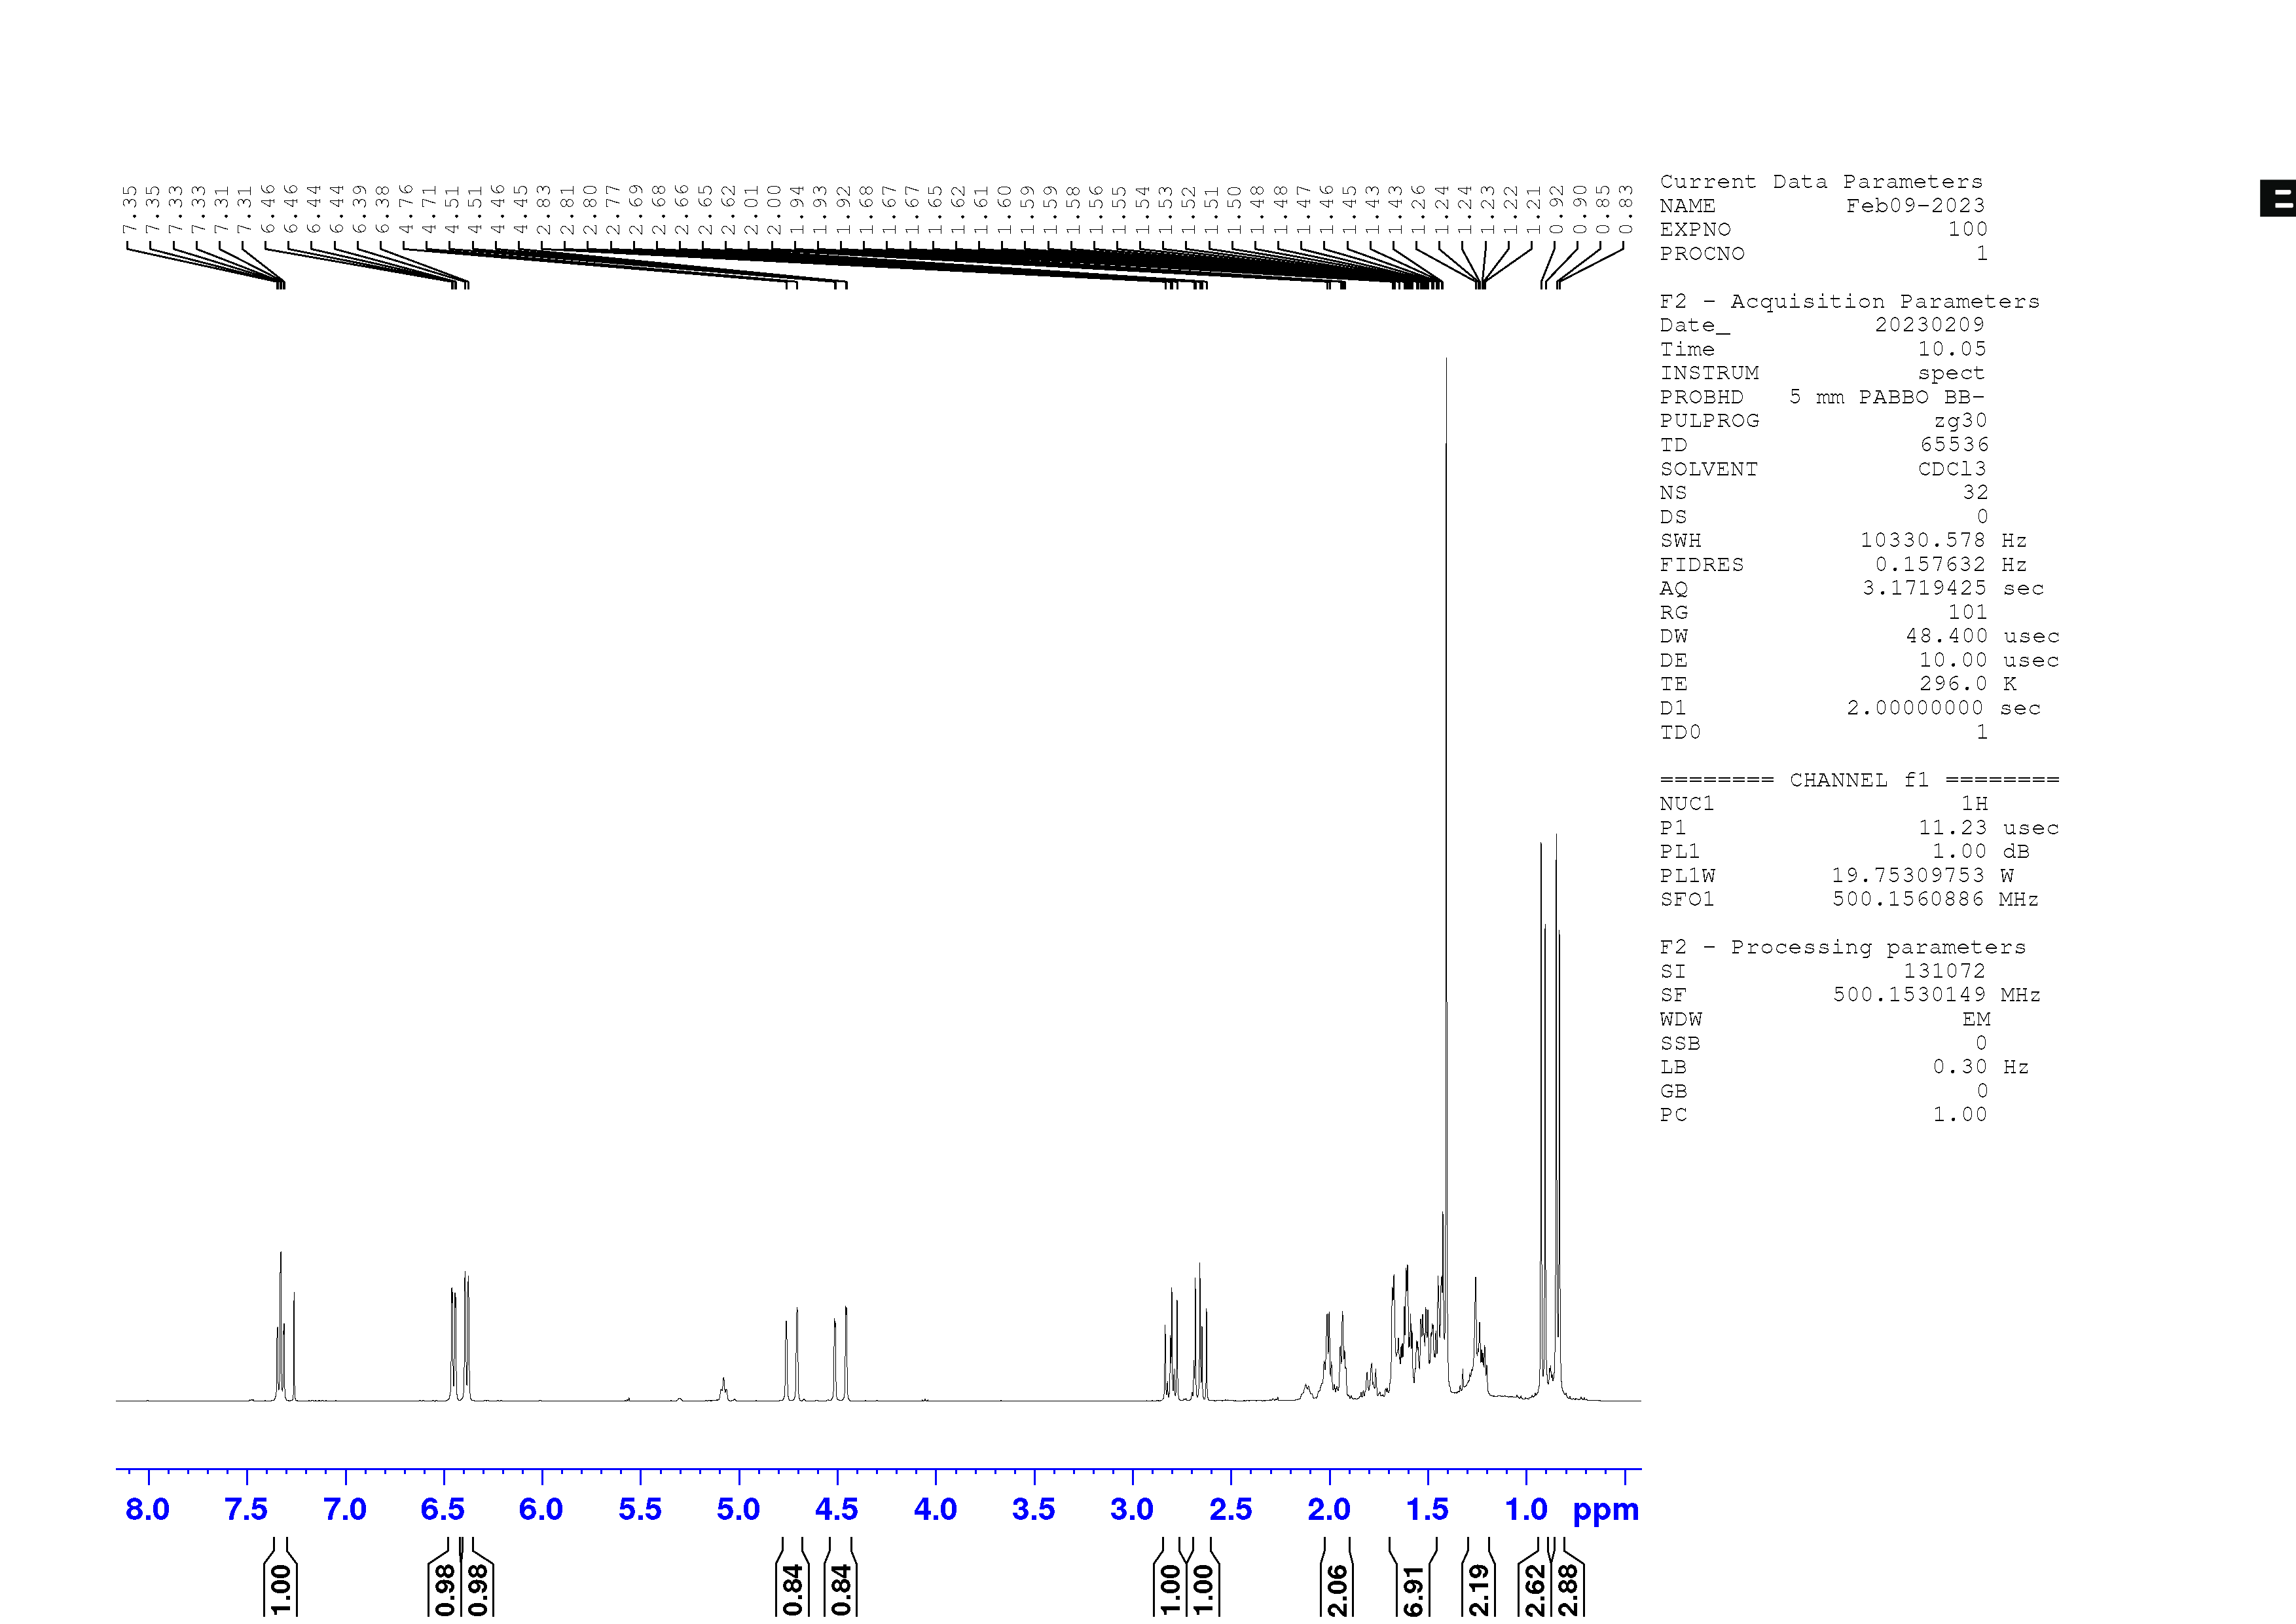 7.35
7.35
7.33
7.33
7.31
7.31
6.46
6.46
6.44
6.44
6.39
6.38
4.76
4.71
4.51
4.51
4.46
4.45
2.83
2.81
2.80
2.77
2.69
2.68
2.66
2.65
2.62
2.01
2.00
1.94
1.93
1.92
1.68
1.67
1.67
1.65
1.62
1.61
1.60
1.59
1.59
1.58
1.56
1.55
1.54
1.53
1.52
1.51
1.50
1.48
1.48
1.47
1.46
1.45
1.43
1.43
1.26
1.24
1.24
1.23
1.22
1.21
0.92
0.90
0.85
0.83
Current Data Parameters
NAME Feb09-2023
EXPNO 100
PROCNO 1
F2 - Acquisition Parameters
Date_ 20230209
Time 10.05
INSTRUM spect
PROBHD 5 mm PABBO BB-
PULPROG zg30
TD 65536
SOLVENT CDCl3
NS 32
DS 0
SWH 10330.578 Hz
FIDRES 0.157632 Hz
AQ 3.1719425 sec
RG 101
DW 48.400 usec
DE 10.00 usec
TE 296.0 K
D1 2.00000000 sec
TD0 1
======== CHANNEL f1 ========
NUC1 1H
P1 11.23 usec
PL1 1.00 dB
PL1W 19.75309753 W
SFO1 500.1560886 MHz
F2 - Processing parameters
SI 131072
SF 500.1530149 MHz
WDW EM
SSB 0
LB 0.30 Hz
GB 0
PC 1.00
8.0 7.5 7.0 6.5 6.0 5.5 5.0 4.5 4.0 3.5 3.0 2.5 2.0 1.5 1.0 ppm
1.00
0.98
0.98
0.84
0.84
1.00
1.00
2.06
6.91
2.19
2.62
2.88